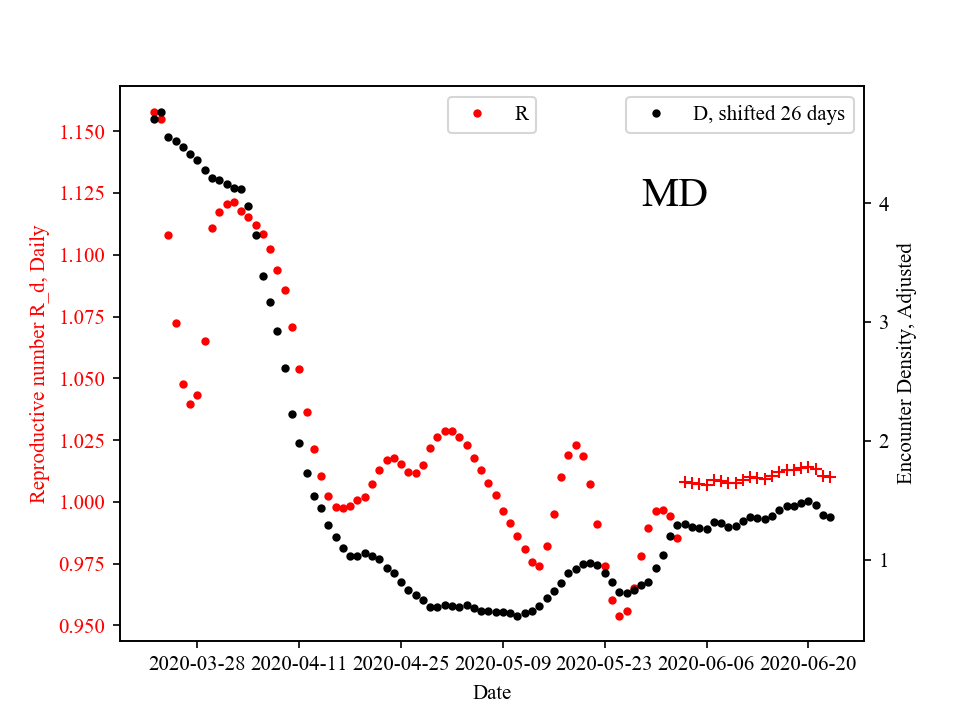 R
D, shifted 26 days
MD
Reproductive number R_d, Daily
1.150
1.125
1.100
1.075
1.050
1.025
1.000
0.975
0.950
4
3
2
1
Encounter Density, Adjusted
2020-03-28 2020-04-11 2020-04-25 2020-05-09 2020-05-23 2020-06-06 2020-06-20
Date